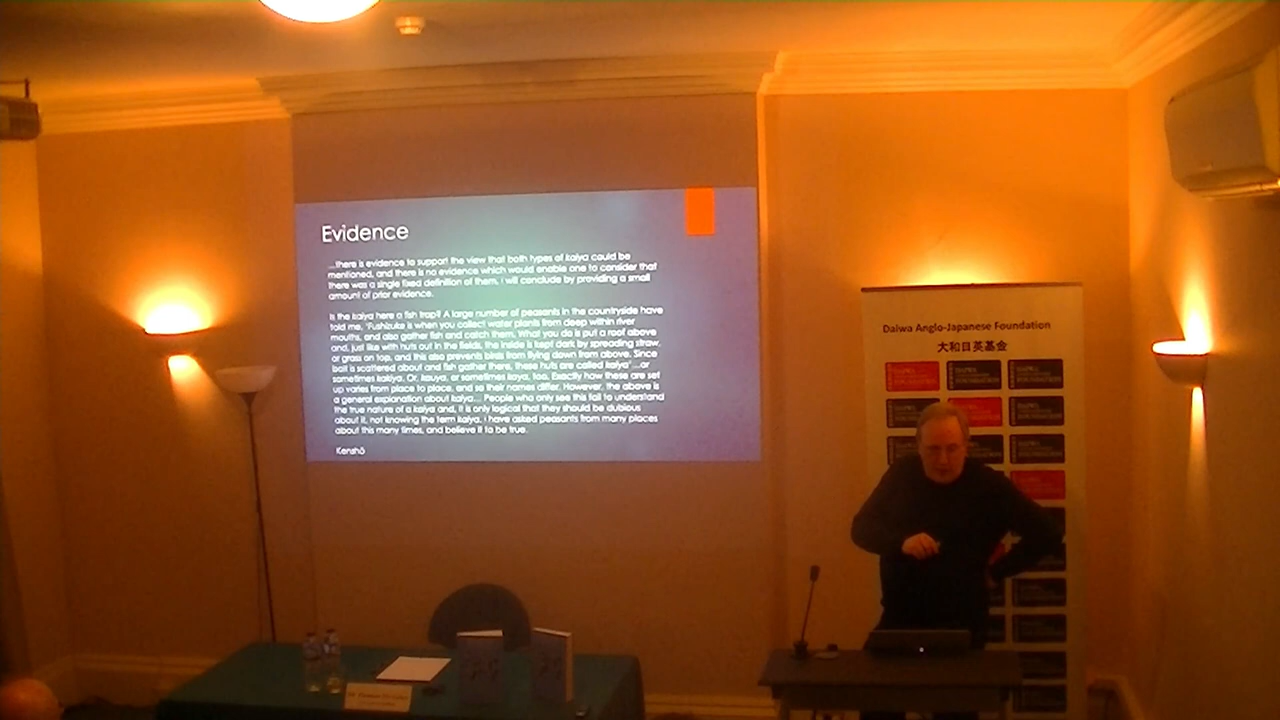 Evidence
...there is evidence to support the view that both types of kaiya could be
mentioned, and there is no evidence which would enable one to consider that
there was a single fixed definition of them. I will conclude by providing a small
amount of prior evidence.
Is the kaiya here a fish trap? A large number of peasants in the countryside have
told me, 'Fushizuke is when you collect water plants from deep within river
mouths, and also gather fish and catch them. What you do is put a roof above
and, just like with huts out in the fields, the inside is kept dark by spreading straw,
or grass on top, and this also prevents birds from flying down from above. Since
bait is scattered about and fish gather there, these huts are called kaiya' ...or
sometimes kakiya. Or, kauya, or sometimes kaya, too. Exactly how these are set
up varies from place to place, and so their names differ. However, the above is
a general explanation about kaiya... People who only see this fail to understand
the true nature of a kaiya and, it is only logical that they should be dubious
about it, not knowing the term kaiya. I have asked peasants from many places
about this many times, and believe it to be true.
Kenshō
Daiwa Anglo-Japanese Foundation
大和日英基金